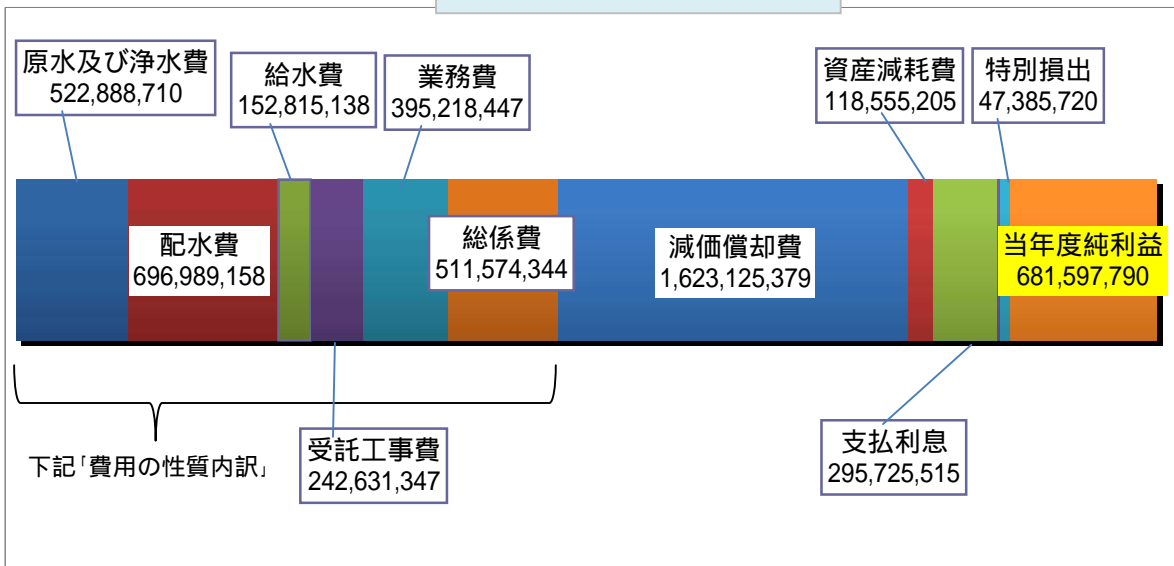 原水及び浄水費
522,888,710
給水費
152,815,138
業務費
395,218,447
資産減耗費
118,555,205
特別損出
47,385,720
配水費
696,989,158
総係費
511,574,344
減価償却費
1,623,125,379
当年度純利益
681,597,790
下記「費用の性質内訳」
受託工事費
242,631,347
支払利息
295,725,515